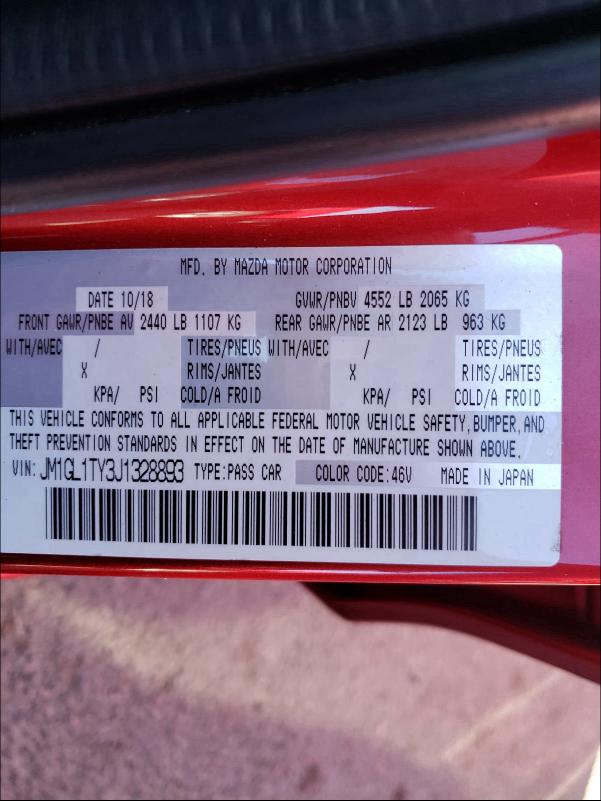 MFD. BY MAZDA MOTOR CORPORATION
DATE 10/18 GVWR/PNBV 4552 LB 2065 KG
FRONT GAWR/PNBE AV 2440 LB 1107 KG REAR GAWR/PNBE AR 2123 LB 963 KG
WITH/AVEC / TIRES/PNEUS WITH/AVEC / TIRES/PNEUS
X RIMS/JANTES X RIMS/JANTES
KPA/ PSI COLD/A FROID KPA/ PSI COLD/A FROID
THIS VEHICLE CONFORMS TO ALL APPLICABLE FEDERAL MOTOR VEHICLE SAFETY, BUMPER, AND
THEFT PREVENTION STANDARDS IN EFFECT ON THE DATE OF MANUFACTURE SHOWN ABOVE.
VIN: JM1GL1TY3J1328893 TYPE:PASS CAR COLOR CODE:46V MADE IN JAPAN